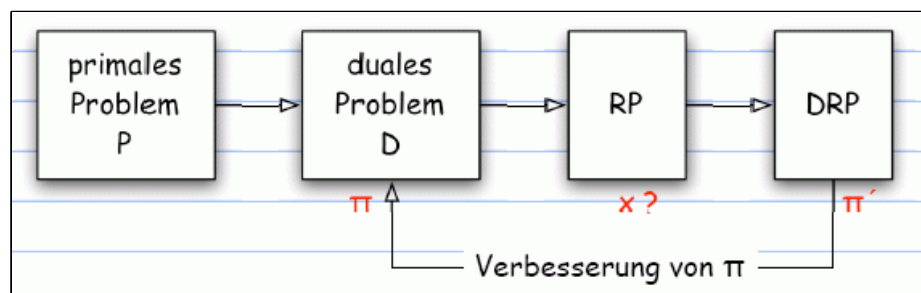 primales
Problem
P
duales
Problem
D
RP
DRP
π
x ?
π´
Verbesserung von π